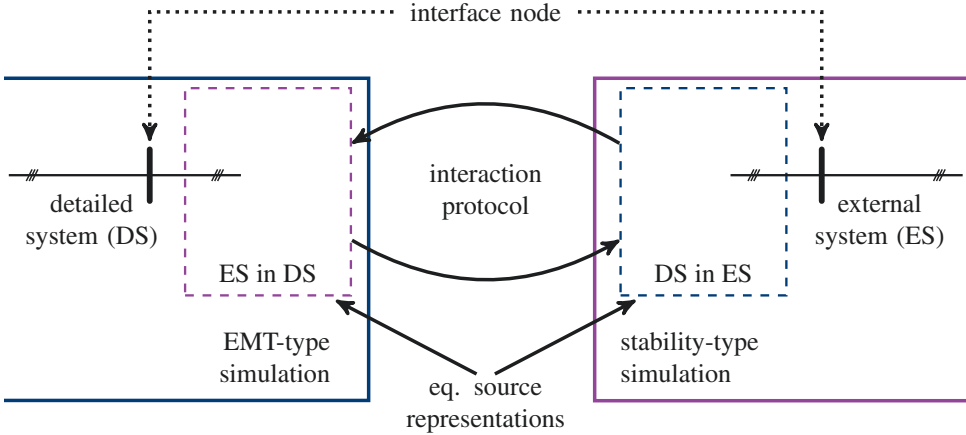 interface node
detailed
system (DS)
ES in DS
EMT-type
simulation
interaction
protocol
eq. source
representations
DS in ES
stability-type
simulation
external
system (ES)